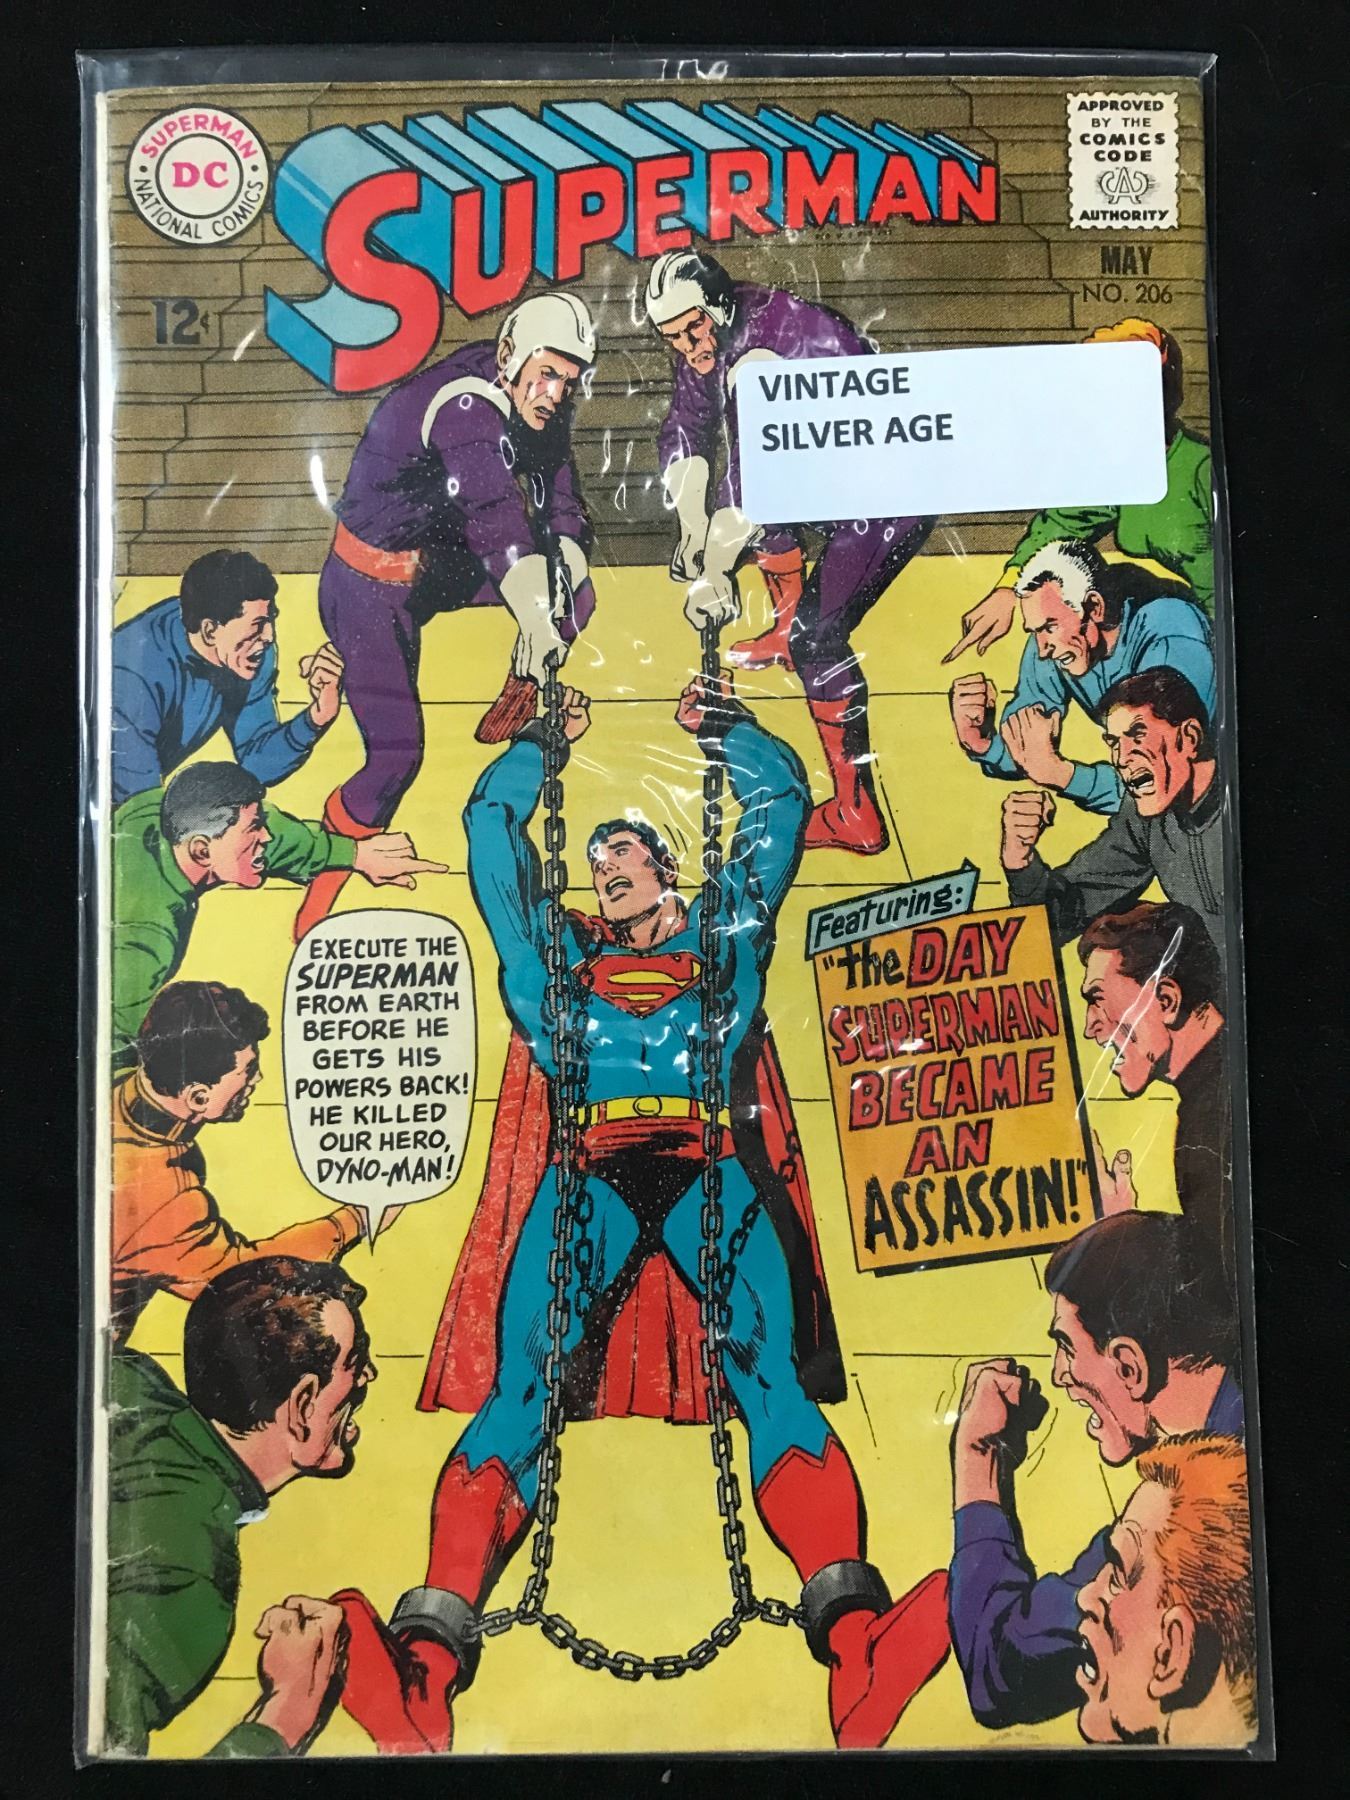 SUPERMAN
DC
NATIONAL COMICS
SUPERMAN
APPROVED
BY THE
COMICS
CODE
CA
AUTHORITY
MAY
NO. 206
12¢
VINTAGE
SILVER AGE
EXECUTE THE
SUPERMAN
FROM EARTH
BEFORE HE
GETS HIS
POWERS BACK!
HE KILLED
OUR HERO,
DYNO-MAN!
Featuring:
"the DAY
SUPERMAN
BECAME
AN
ASSASSIN!"